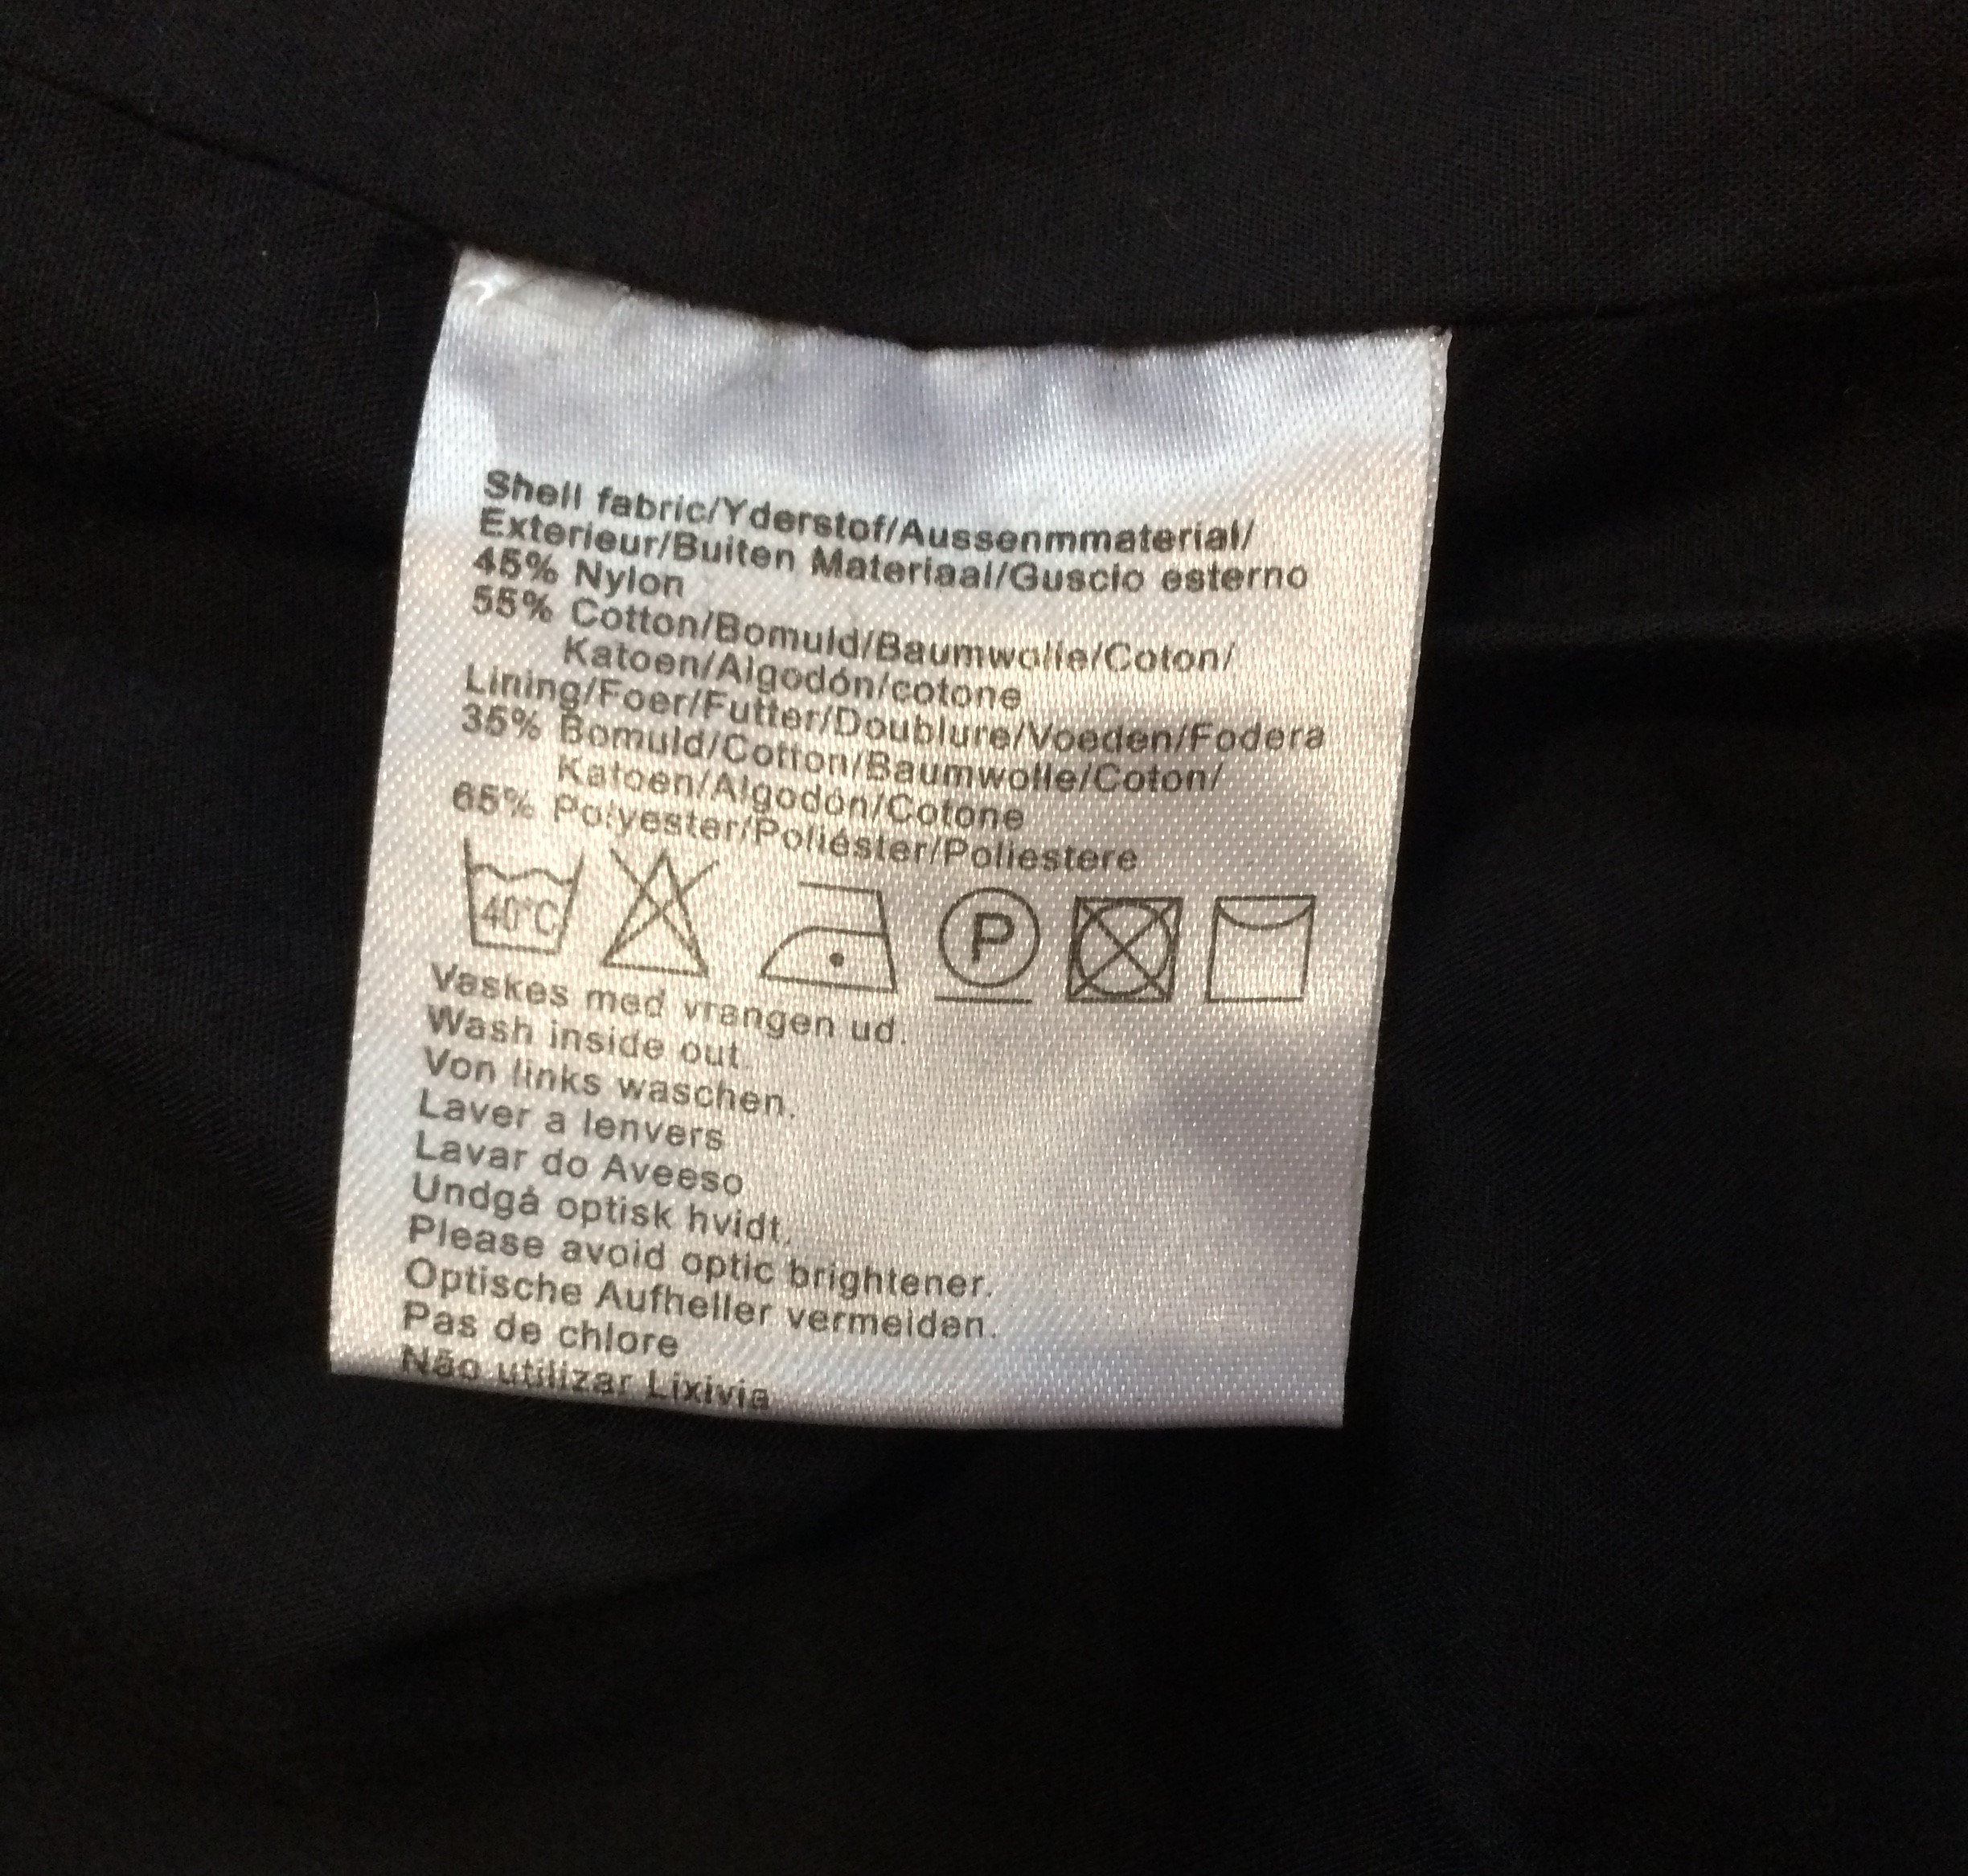 Shell fabric/Yderstof/Aussenmmaterial/
Exterieur/Buiten Materiaal/Guscio esterno
45% Nylon
55% Cotton/Bomuld/Baumwolle/Coton/
Katoen/Algodón/cotone
Lining/Foer/Futter/Doublure/Voeden/Fodera
35% Bomuld/Cotton/Baumwolle/Coton/
Katoen/Algodón/Cotone
65% Polyester/Poliéster/Poliestere
40°C P
Vaskes med vrangen ud.
Wash inside out.
Von links waschen.
Laver a lenvers
Lavar do Aveeso
Undgå optisk hvidt.
Please avoid optic brightener.
Optische Aufheller vermeiden.
Pas de chlore
Não utilizar Lixivia